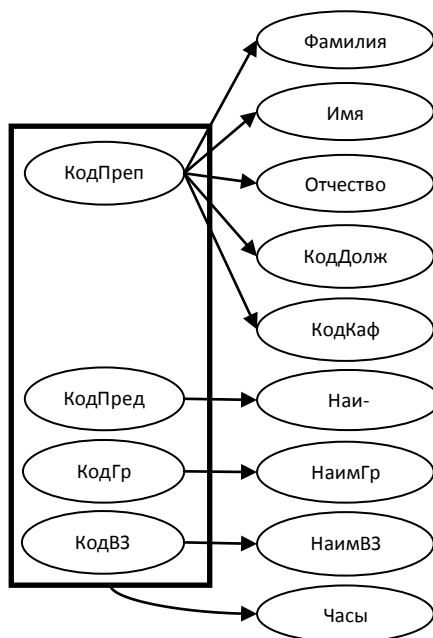 Фамилия
Имя
КодПреп
Отчество
КодДолж
КодКаф
КодПред
Наи-
КодГр
НаимГр
КодВЗ
НаимВЗ
Часы